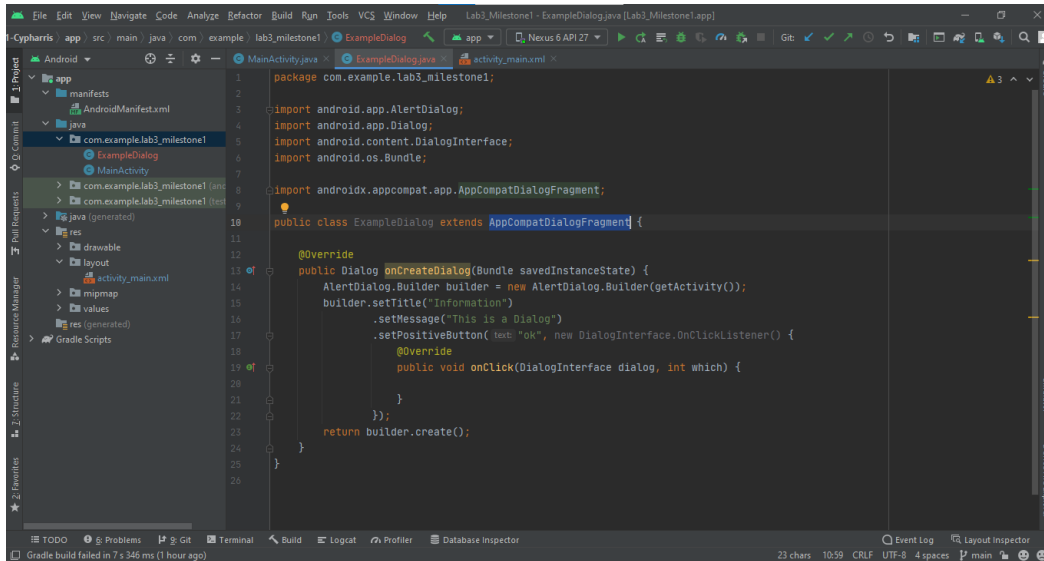 File Edit View Navigate Code Analyze Refactor Build Run Tools VCS Window Help Lab3_Milestone1 - ExampleDialog.java [Lab3_Milestone1.app]
1-Cypharris app src main java com example lab3_milestone1 ExampleDialog app Nexus 6 API 27 Git:
Android MainActivity.java ExampleDialog.java activity_main.xml
1: Project
0: Commit
Pull Requests
Resource Manager
7: Structure
2: Favorites
app
manifests
AndroidManifest.xml
java
com.example.lab3_milestone1
ExampleDialog
MainActivity
com.example.lab3_milestone1 (and
com.example.lab3_milestone1 (test
java (generated)
res
drawable
layout
activity_main.xml
mipmap
values
res (generated)
Gradle Scripts
3
1 package com.example.lab3_milestone1;
2
3 import android.app.AlertDialog;
4 import android.app.Dialog;
5 import android.content.DialogInterface;
6 import android.os.Bundle;
7
8 import androidx.appcompat.app.AppCompatDialogFragment;
9
10 public class ExampleDialog extends AppCompatDialogFragment {
11
12 @Override
13 public Dialog onCreateDialog(Bundle savedInstanceState) {
14 AlertDialog.Builder builder = new AlertDialog.Builder(getActivity());
15 builder.setTitle("Information")
16 .setMessage("This is a Dialog")
17 .setPositiveButton( text: "ok", new DialogInterface.OnClickListener() {
18 @Override
19 public void onClick(DialogInterface dialog, int which) {
20
21 }
22 });
23 return builder.create();
24 }
25 }
26
TODO 6: Problems 9: Git Terminal Build Logcat Profiler Database Inspector Event Log Layout Inspector
Gradle build failed in 7 s 346 ms (1 hour ago) 23 chars 10:59 CRLF UTF-8 4 spaces main